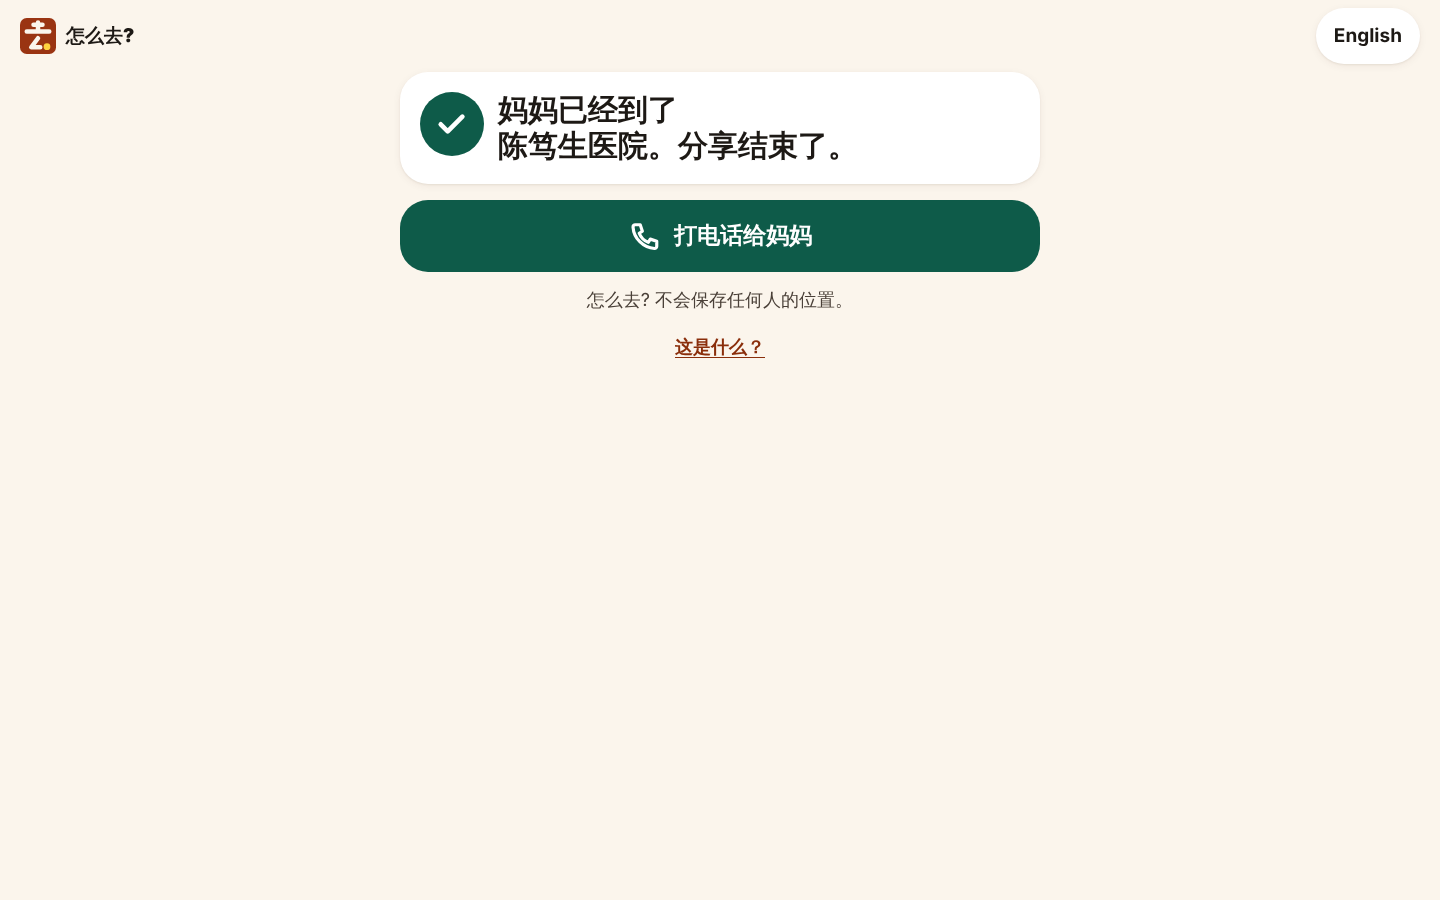 去
怎么去?
English
妈妈已经到了
陈笃生医院。分享结束了。
打电话给妈妈
怎么去? 不会保存任何人的位置。
这是什么？